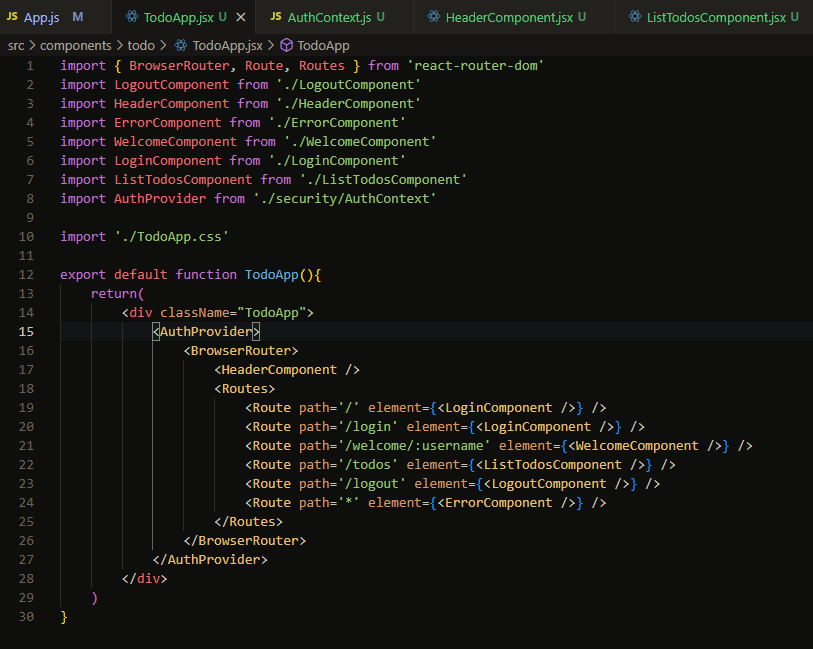 JS App.js M TodoApp.jsx U JS AuthContext.js U HeaderComponent.jsx U ListTodosComponent.jsx U
src > components > todo > TodoApp.jsx > TodoApp
1 import { BrowserRouter, Route, Routes } from 'react-router-dom'
2 import LogoutComponent from './LogoutComponent'
3 import HeaderComponent from './HeaderComponent'
4 import ErrorComponent from './ErrorComponent'
5 import WelcomeComponent from './WelcomeComponent'
6 import LoginComponent from './LoginComponent'
7 import ListTodosComponent from './ListTodosComponent'
8 import AuthProvider from './security/AuthContext'
9
10 import './TodoApp.css'
11
12 export default function TodoApp(){
13     return(
14         <div className="TodoApp">
15             <AuthProvider>
16                 <BrowserRouter>
17                     <HeaderComponent />
18                     <Routes>
19                         <Route path='/' element={<LoginComponent />} />
20                         <Route path='/login' element={<LoginComponent />} />
21                         <Route path='/welcome/:username' element={<WelcomeComponent />} />
22                         <Route path='/todos' element={<ListTodosComponent />} />
23                         <Route path='/logout' element={<LogoutComponent />} />
24                         <Route path='*' element={<ErrorComponent />} />
25                     </Routes>
26                 </BrowserRouter>
27             </AuthProvider>
28         </div>
29     )
30 }